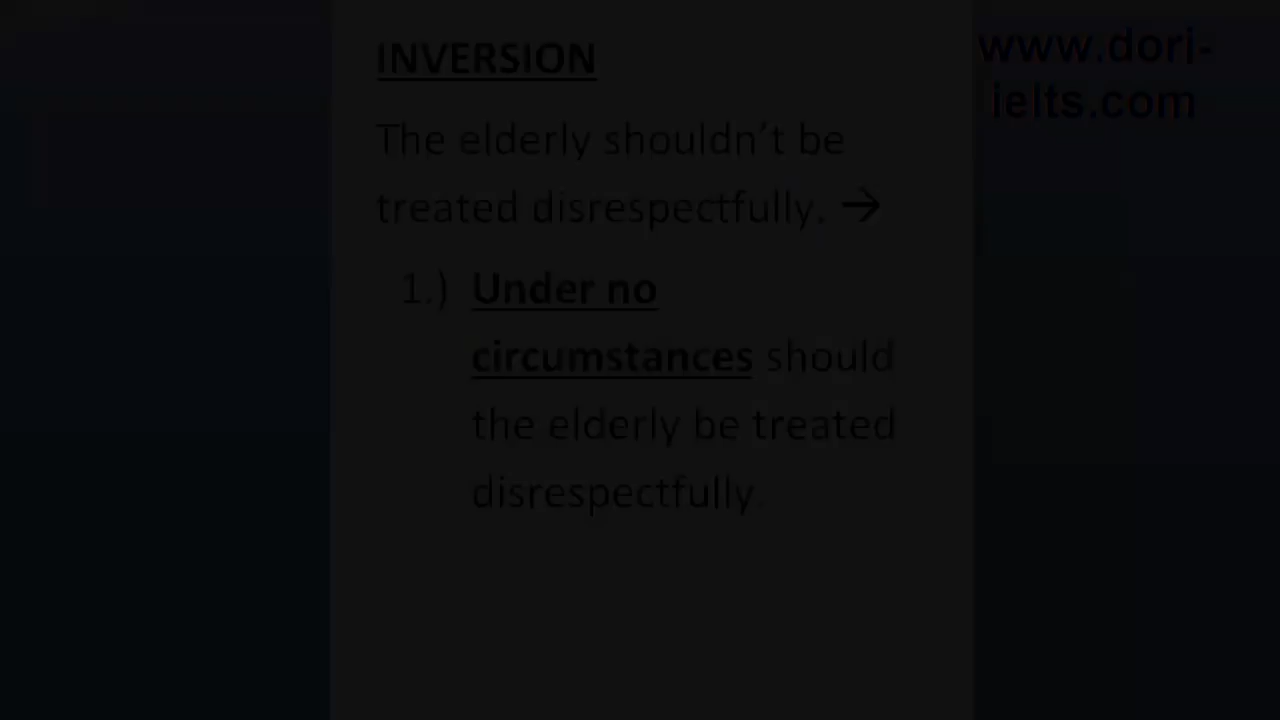 INVERSION
The elderly shouldn’t be
treated disrespectfully. →
1.) Under no
circumstances should
the elderly be treated
disrespectfully.
www.dori-
ielts.com